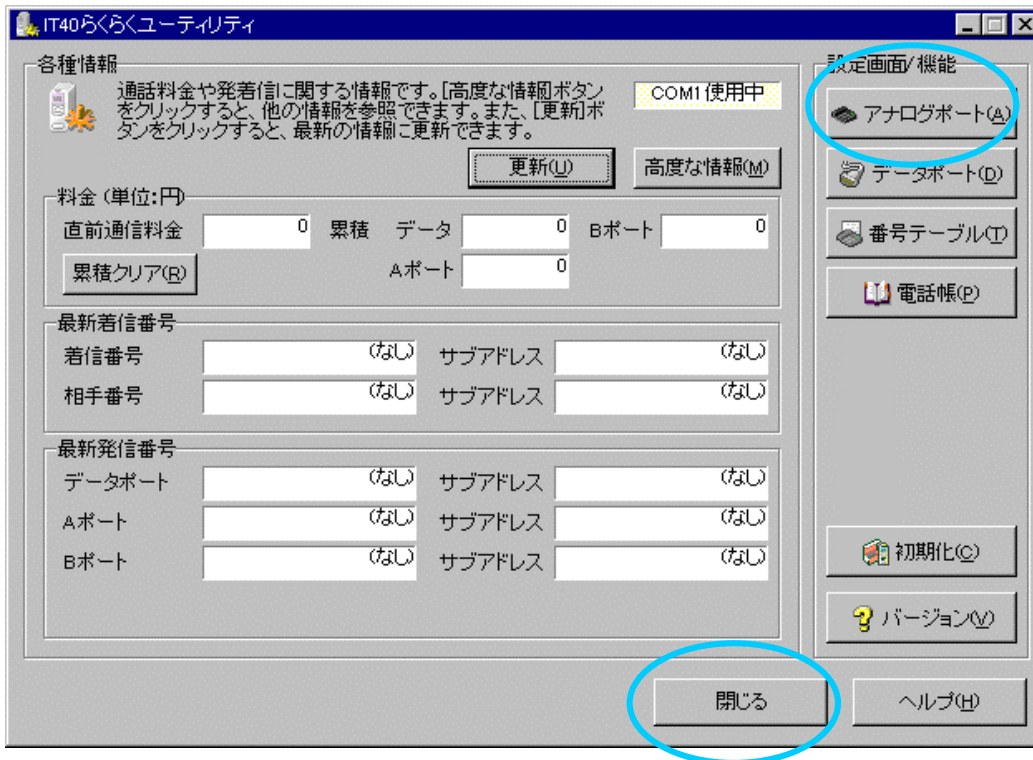 IT40らくらくユーティリティ
各種情報
通話料金や発着信に関する情報です。[高度な情報]ボタン
をクリックすると、他の情報を参照できます。また、[更新]ボ
タンをクリックすると、最新の情報に更新できます。
COM1 使用中
更新(U) 高度な情報(M)
料金(単位:円)
直前通信料金 0 累積 データ 0 Bポート 0
累積クリア(R) Aポート 0
最新着信番号
着信番号 (なし) サブアドレス (なし)
相手番号 (なし) サブアドレス (なし)
最新発信番号
データポート (なし) サブアドレス (なし)
Aポート (なし) サブアドレス (なし)
Bポート (なし) サブアドレス (なし)
設定画面/機能
アナログポート(A)
データポート(D)
番号テーブル(T)
電話帳(P)
初期化(C)
バージョン(V)
閉じる ヘルプ(H)